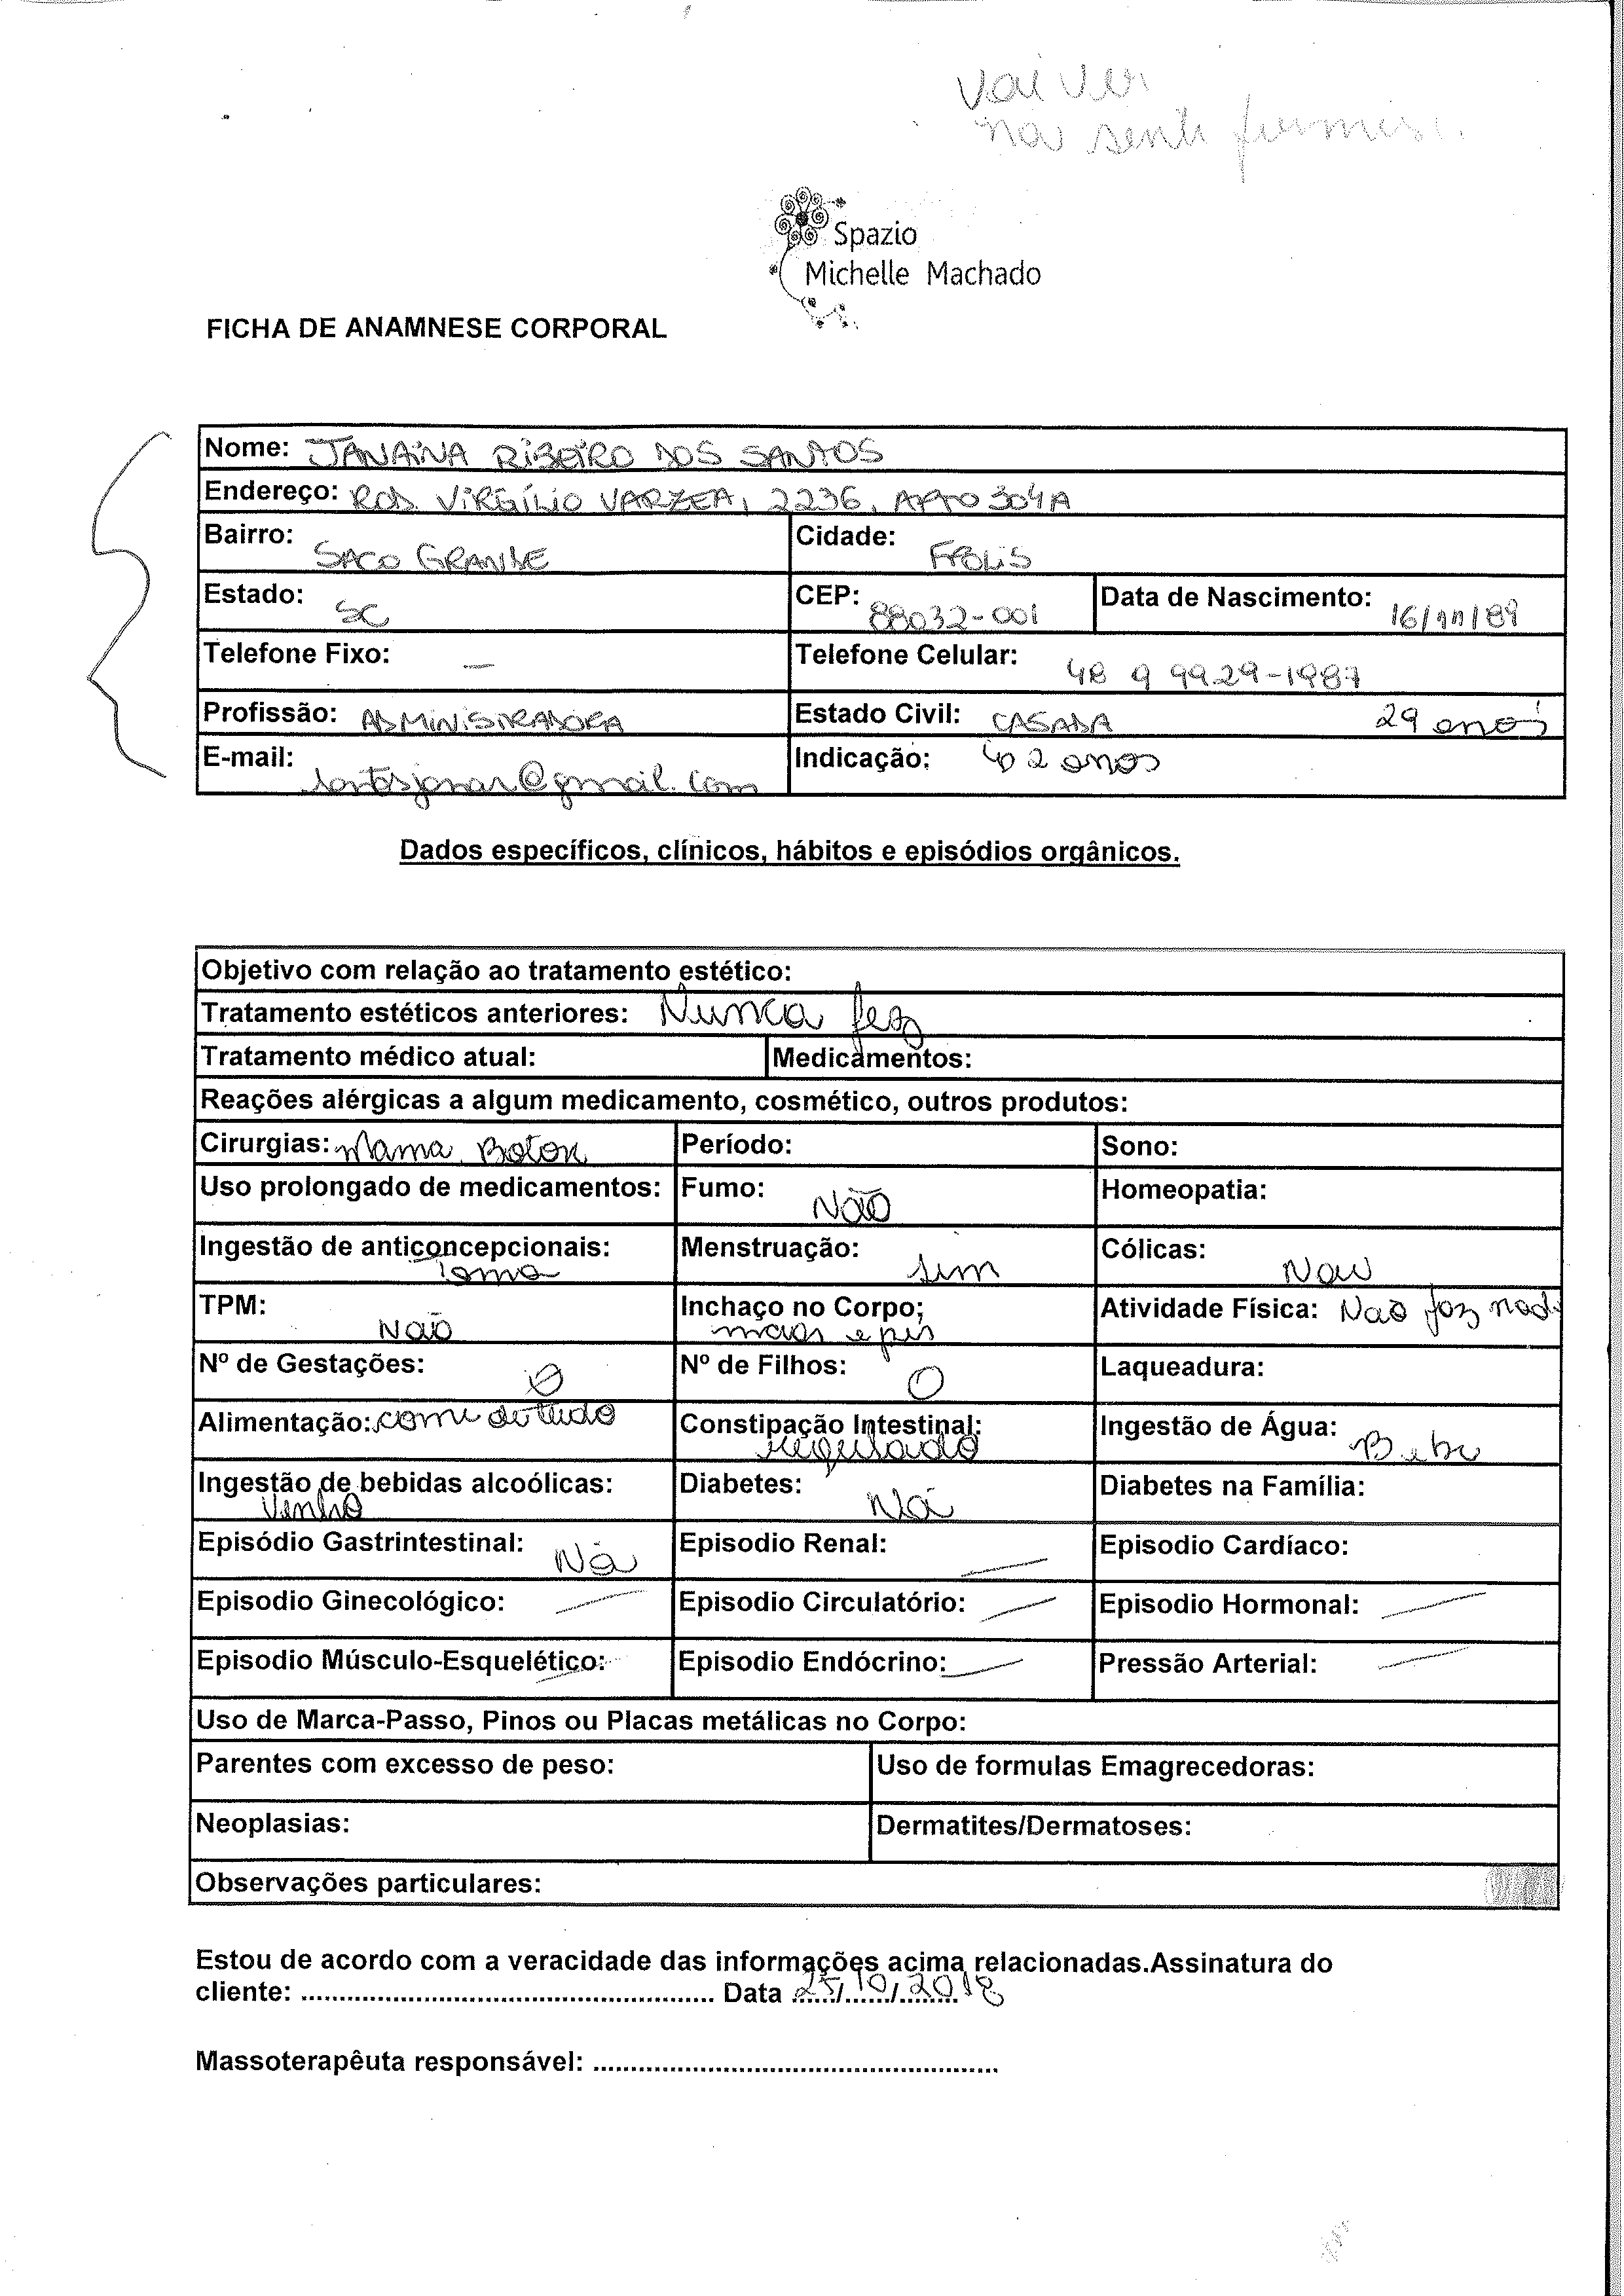 vai ver
não senti firmeza.
Spazio
Michelle Machado
FICHA DE ANAMNESE CORPORAL
Nome: JANAINA RIBEIRO DOS SANTOS
Endereço: ROD. VIRGÍLIO VARZEA, 2236, APTO 304A
Bairro: SACO GRANDE Cidade: FPOLIS
Estado: SC CEP: 88032-001 Data de Nascimento: 16/11/89
Telefone Fixo: — Telefone Celular: 48 9 9929-1987
Profissão: ADMINISTRADORA Estado Civil: CASADA 29 anos
E-mail: santosjanar@gmail.com Indicação: 2 anos
Dados específicos, clínicos, hábitos e episódios orgânicos.
Objetivo com relação ao tratamento estético:
Tratamento estéticos anteriores: Nunca fez
Tratamento médico atual: Medicamentos:
Reações alérgicas a algum medicamento, cosmético, outros produtos:
Cirurgias: Mama Botox Período: Sono:
Uso prolongado de medicamentos: Fumo: Não Homeopatia:
Ingestão de anticoncepcionais: Toma Menstruação: sim Cólicas: Nao
TPM: Não Inchaço no Corpo; maos e pes Atividade Física: Nao faz nada
Nº de Gestações: 0 Nº de Filhos: 0 Laqueadura:
Alimentação: come de tudo Constipação Intestinal: regulado Ingestão de Água: Bebe
Ingestão de bebidas alcoólicas: Vinho Diabetes: Não Diabetes na Família:
Episódio Gastrintestinal: Não Episodio Renal: — Episodio Cardíaco:
Episodio Ginecológico: — Episodio Circulatório: — Episodio Hormonal: —
Episodio Músculo-Esquelético: — Episodio Endócrino: — Pressão Arterial: —
Uso de Marca-Passo, Pinos ou Placas metálicas no Corpo:
Parentes com excesso de peso: Uso de formulas Emagrecedoras:
Neoplasias: Dermatites/Dermatoses:
Observações particulares:
Estou de acordo com a veracidade das informações acima relacionadas.Assinatura do
cliente: ........................................................ Data 25/10/2018
Massoterapêuta responsável: .......................................................